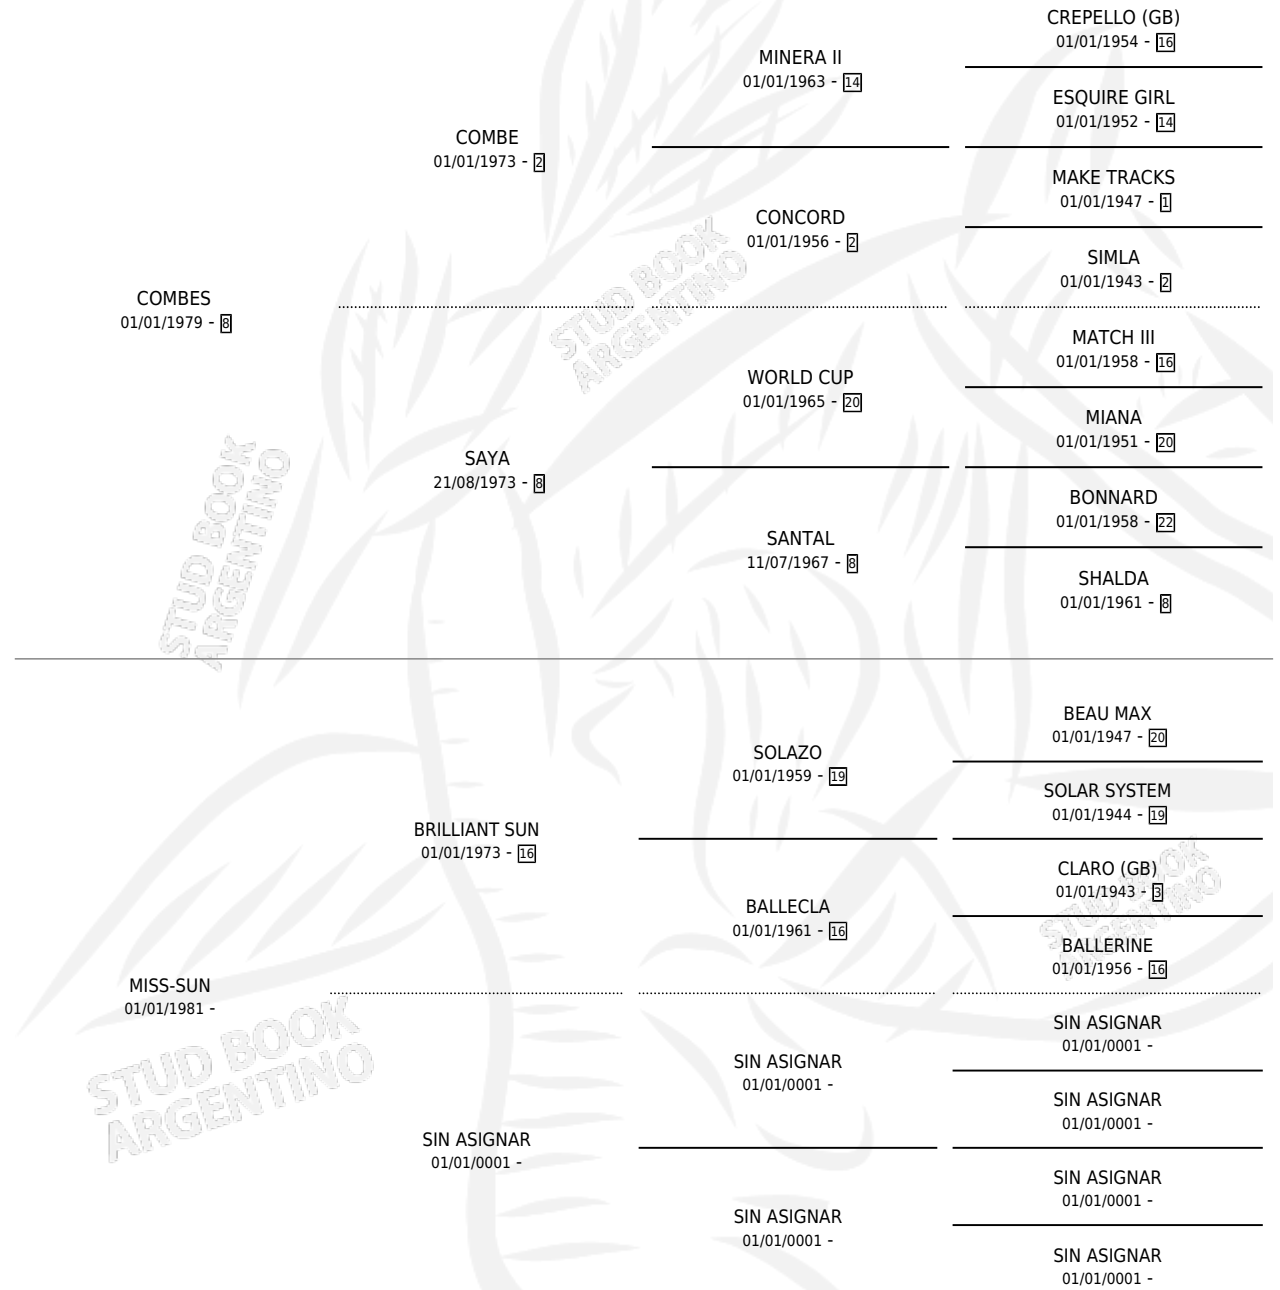 CREPELLO (GB)
01/01/1954 - 16
MINERA II
01/01/1963 - 14
ESQUIRE GIRL
01/01/1952 - 14
COMBE
01/01/1973 - 2
MAKE TRACKS
01/01/1947 - 1
CONCORD
01/01/1956 - 2
SIMLA
01/01/1943 - 2
COMBES
01/01/1979 - 8
STUD BOOK
ARGENTINO
MATCH III
01/01/1958 - 16
WORLD CUP
01/01/1965 - 20
MIANA
01/01/1951 - 20
SAYA
21/08/1973 - 8
BONNARD
01/01/1958 - 22
SANTAL
11/07/1967 - 8
SHALDA
01/01/1961 - 8
STUD BOOK
ARGENTINO
BEAU MAX
01/01/1947 - 20
SOLAZO
01/01/1959 - 19
SOLAR SYSTEM
01/01/1944 - 19
BRILLIANT SUN
01/01/1973 - 16
CLARO (GB)
01/01/1943 - 3
BALLECLA
01/01/1961 - 16
STUD BOOK
ARGENTINO
BALLERINE
01/01/1956 - 16
MISS-SUN
01/01/1981 -
STUD BOOK
ARGENTINO
SIN ASIGNAR
01/01/0001 -
SIN ASIGNAR
01/01/0001 -
SIN ASIGNAR
01/01/0001 -
SIN ASIGNAR
01/01/0001 -
SIN ASIGNAR
01/01/0001 -
SIN ASIGNAR
01/01/0001 -
SIN ASIGNAR
01/01/0001 -